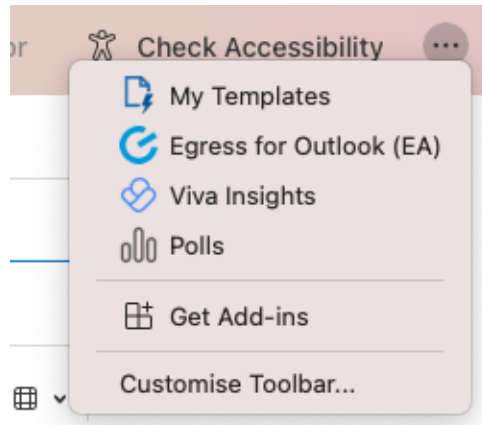 or Check Accessibility
My Templates
Egress for Outlook (EA)
Viva Insights
Polls
Get Add-ins
Customise Toolbar...